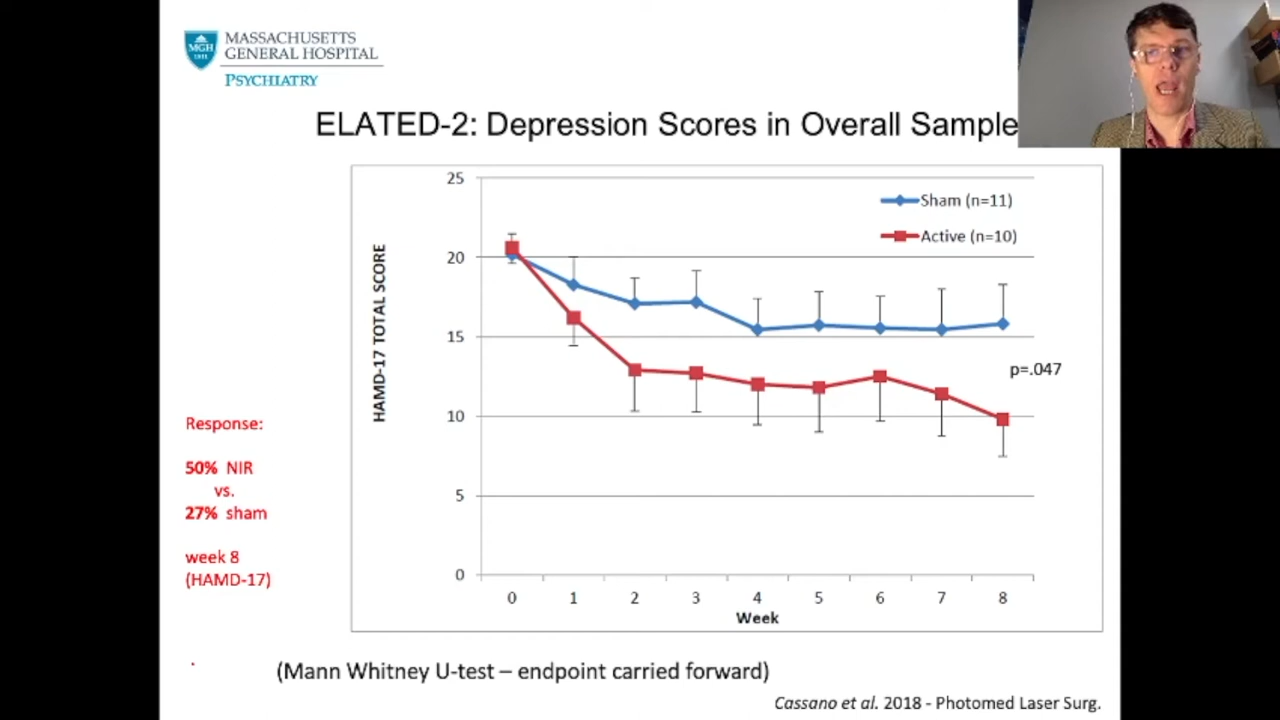 MASSACHUSETTS
GENERAL HOSPITAL
PSYCHIATRY
MGH
1811
ELATED-2: Depression Scores in Overall Sample
25
20
15
10
5
0
HAMD-17 TOTAL SCORE
Sham (n=11)
Active (n=10)
p=.047
0 1 2 3 4 5 6 7 8
Week
Response:
50% NIR
vs.
27% sham
week 8
(HAMD-17)
(Mann Whitney U-test – endpoint carried forward)
Cassano et al. 2018 - Photomed Laser Surg.